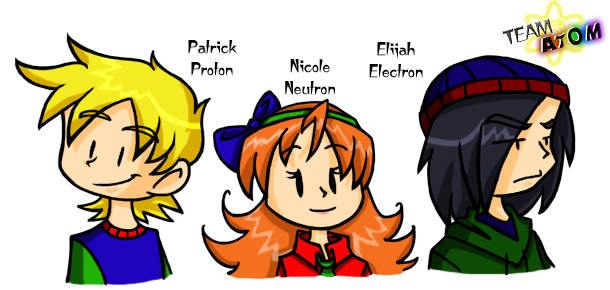 TEAM
ATOM
Patrick
Proton
Nicole
Neutron
Elijah
Electron